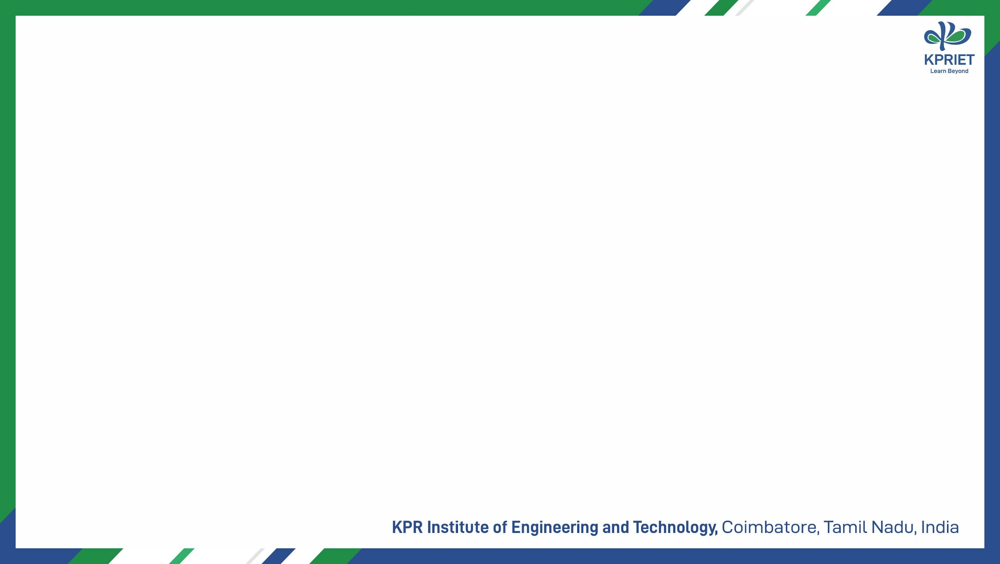 KPRIET
Learn Beyond
KPR Institute of Engineering and Technology, Coimbatore, Tamil Nadu, India